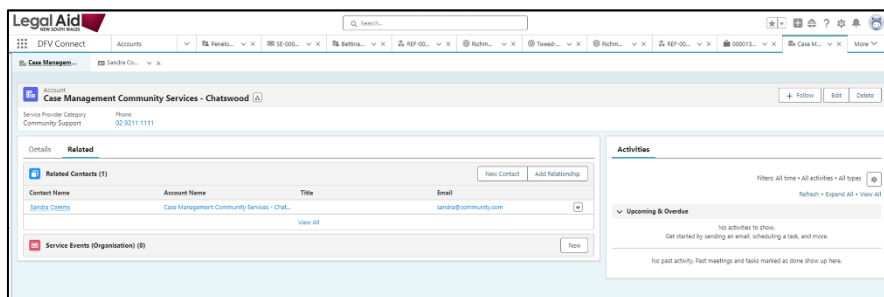 Legal Aid
NEW SOUTH WALES
Search...
DFV Connect
Accounts
Penelo...
SE-000...
Bettina...
REF-00...
Richm...
Tweed-...
Richm...
REF-00...
000013...
Case M...
More
Case Managem...
Sandra Co...
Account
Case Management Community Services - Chatswood
+ Follow
Edit
Delete
Service Provider Category
Phone
Community Support
02 9211 1111
Details
Related
Related Contacts (1)
New Contact
Add Relationship
Contact Name
Account Name
Title
Email
Sandra Comms
Case Management Community Services - Chat...
sandra@community.com
View All
Service Events (Organisation) (0)
New
Activities
Filters: All time • All activities • All types
Refresh • Expand All • View All
Upcoming & Overdue
No activities to show.
Get started by sending an email, scheduling a task, and more.
No past activity. Past meetings and tasks marked as done show up here.